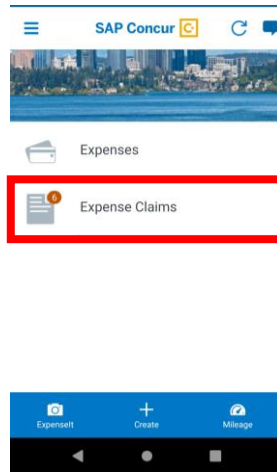 SAP Concur C
Expenses
6
Expense Claims
ExpenseIt
Create
Mileage